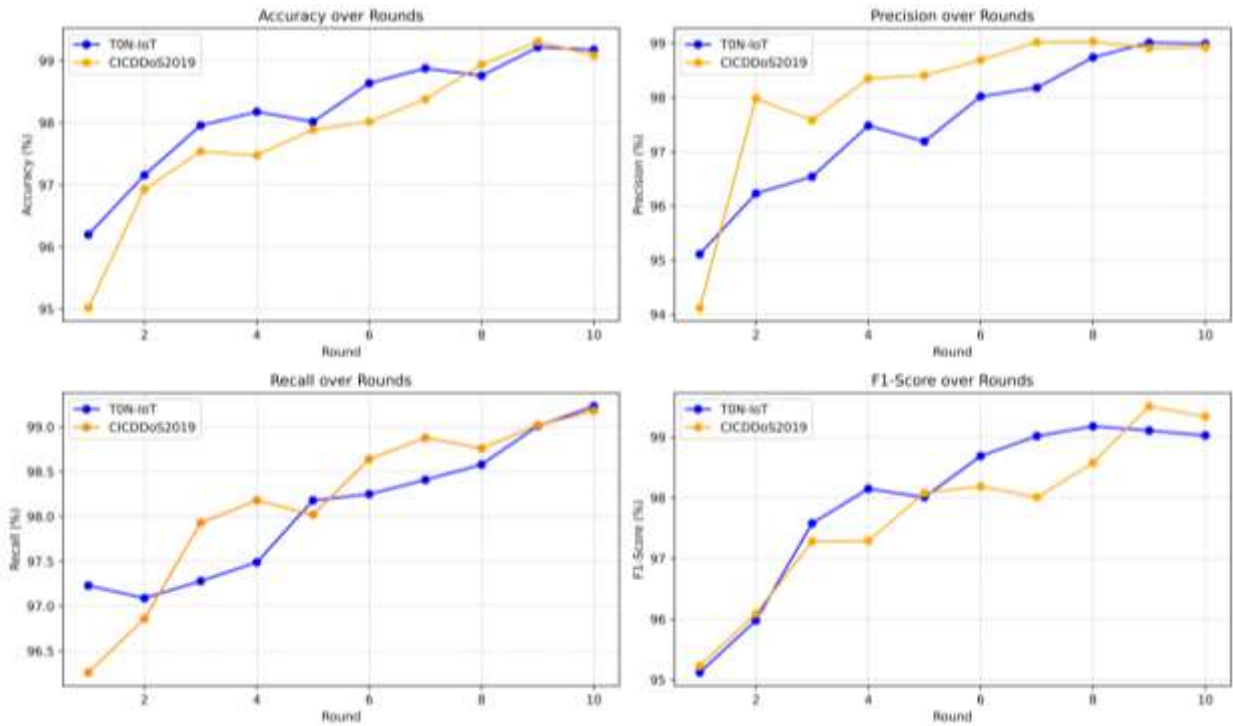 Accuracy over Rounds
T0N-IoT
CICDDoS2019
99
98
97
96
95
Accuracy (%)
2 4 6 8 10
Round
Precision over Rounds
T0N-IoT
CICDDoS2019
99
98
97
96
95
94
Precision (%)
2 4 6 8 10
Round
Recall over Rounds
T0N-IoT
CICDDoS2019
99.0
98.5
98.0
97.5
97.0
96.5
Recall (%)
2 4 6 8 10
Round
F1-Score over Rounds
T0N-IoT
CICDDoS2019
99
98
97
96
95
F1-Score (%)
2 4 6 8 10
Round